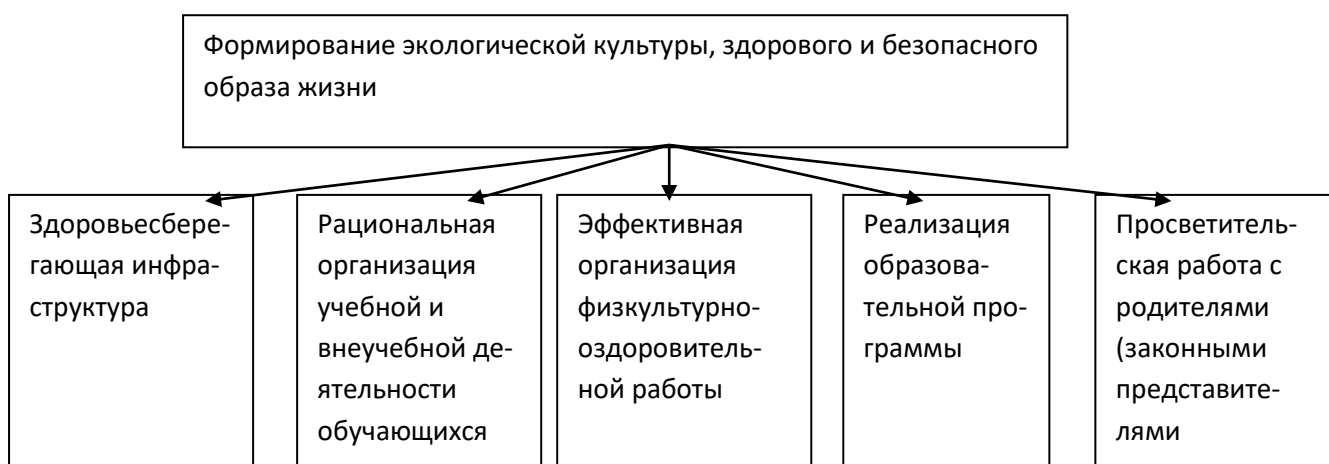 Формирование экологической культуры, здорового и безопасного
образа жизни
Здоровьесбере-
гающая инфра-
структура
Рациональная
организация
учебной и
внеучебной де-
ятельности
обучающихся
Эффективная
организация
физкультурно-
оздоровитель-
ной работы
Реализация
образова-
тельной про-
граммы
Просветитель-
ская работа с
родителями
(законными
представите-
лями